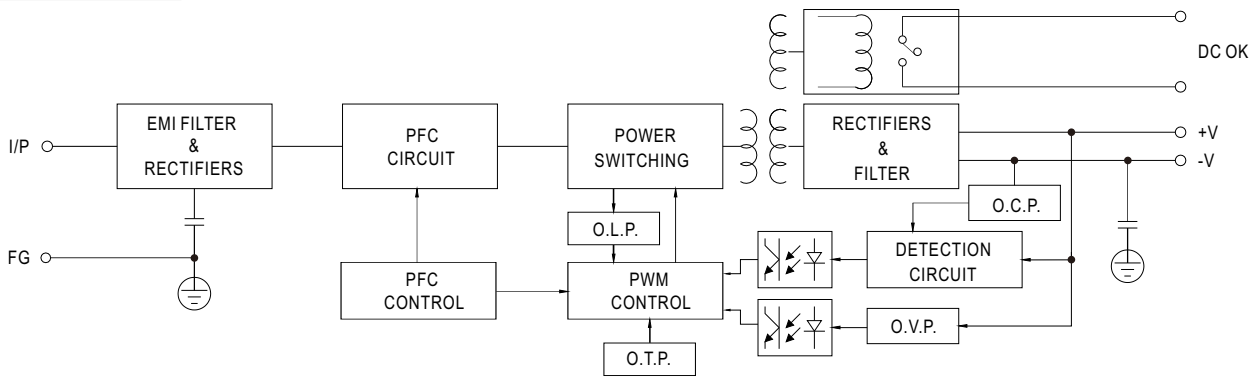 DC OK
I/P
EMI FILTER
&
RECTIFIERS
PFC
CIRCUIT
POWER
SWITCHING
RECTIFIERS
&
FILTER
+V
-V
O.C.P.
O.L.P.
DETECTION
CIRCUIT
FG
PFC
CONTROL
PWM
CONTROL
O.V.P.
O.T.P.